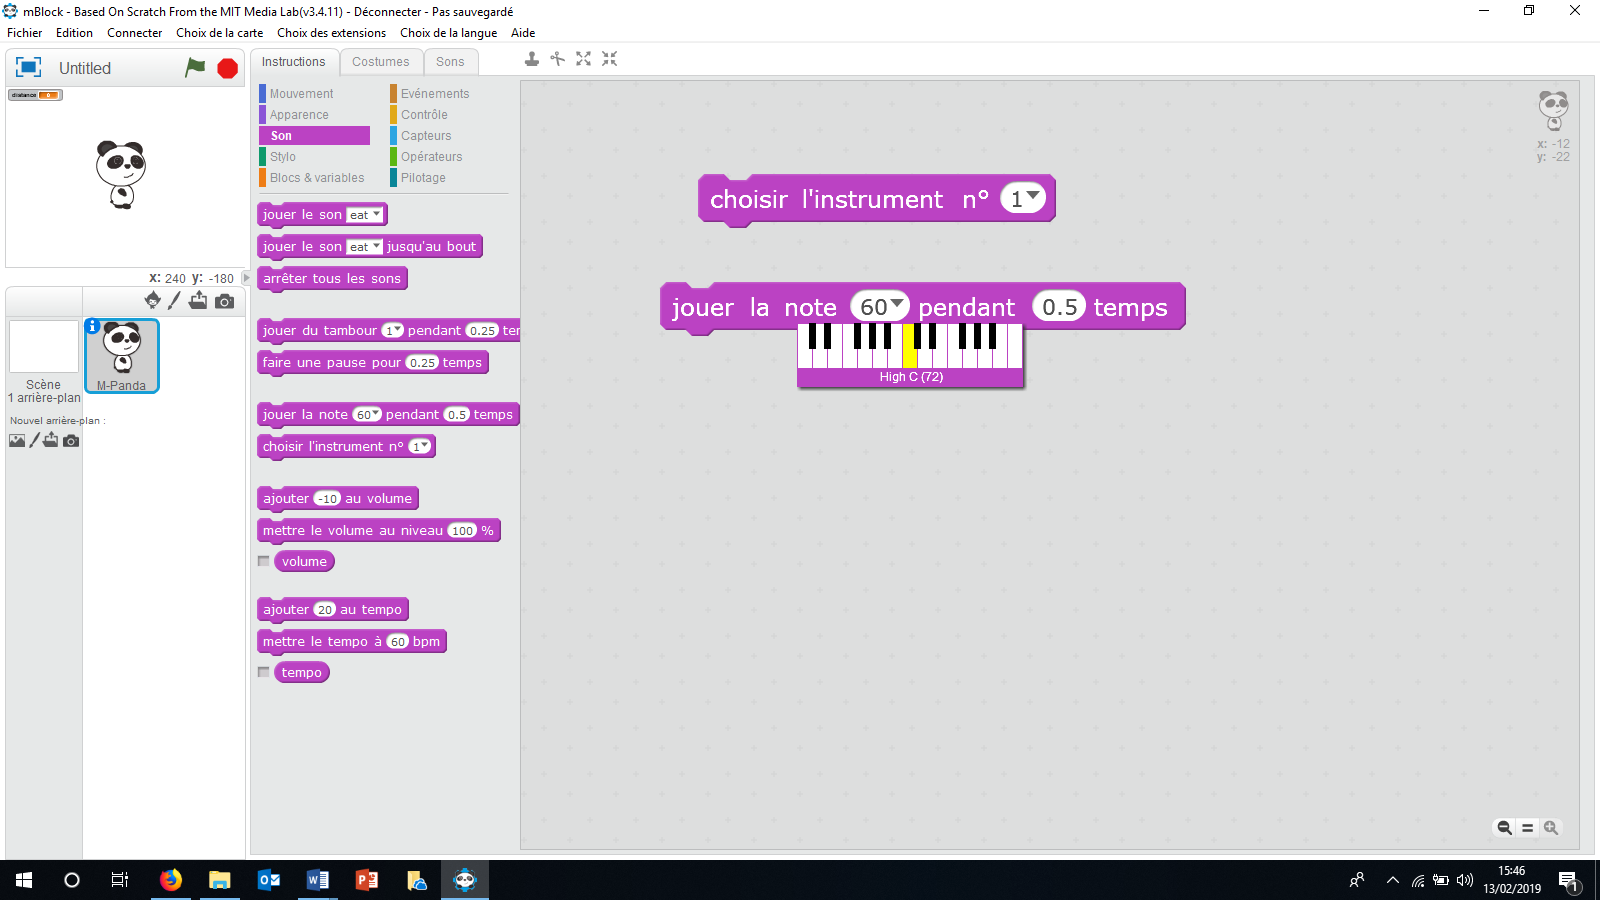 mBlock - Based On Scratch From the MIT Media Lab(v3.4.11) - Déconnecter - Pas sauvegardé
Fichier Edition Connecter Choix de la carte Choix des extensions Choix de la langue Aide
Untitled
distance 0
x: 240 y: -180
Scène
1 arrière-plan
Nouvel arrière-plan :
M-Panda
Instructions Costumes Sons
Mouvement Evénements
Apparence Contrôle
Son Capteurs
Stylo Opérateurs
Blocs & variables Pilotage
jouer le son eat
jouer le son eat jusqu'au bout
arrêter tous les sons
jouer du tambour 1 pendant 0.25 ter
faire une pause pour 0.25 temps
jouer la note 60 pendant 0.5 temps
choisir l'instrument n° 1
ajouter -10 au volume
mettre le volume au niveau 100 %
volume
ajouter 20 au tempo
mettre le tempo à 60 bpm
tempo
choisir l'instrument n° 1
jouer la note 60 pendant 0.5 temps
High C (72)
x: -12
y: -22
15:46
13/02/2019
1